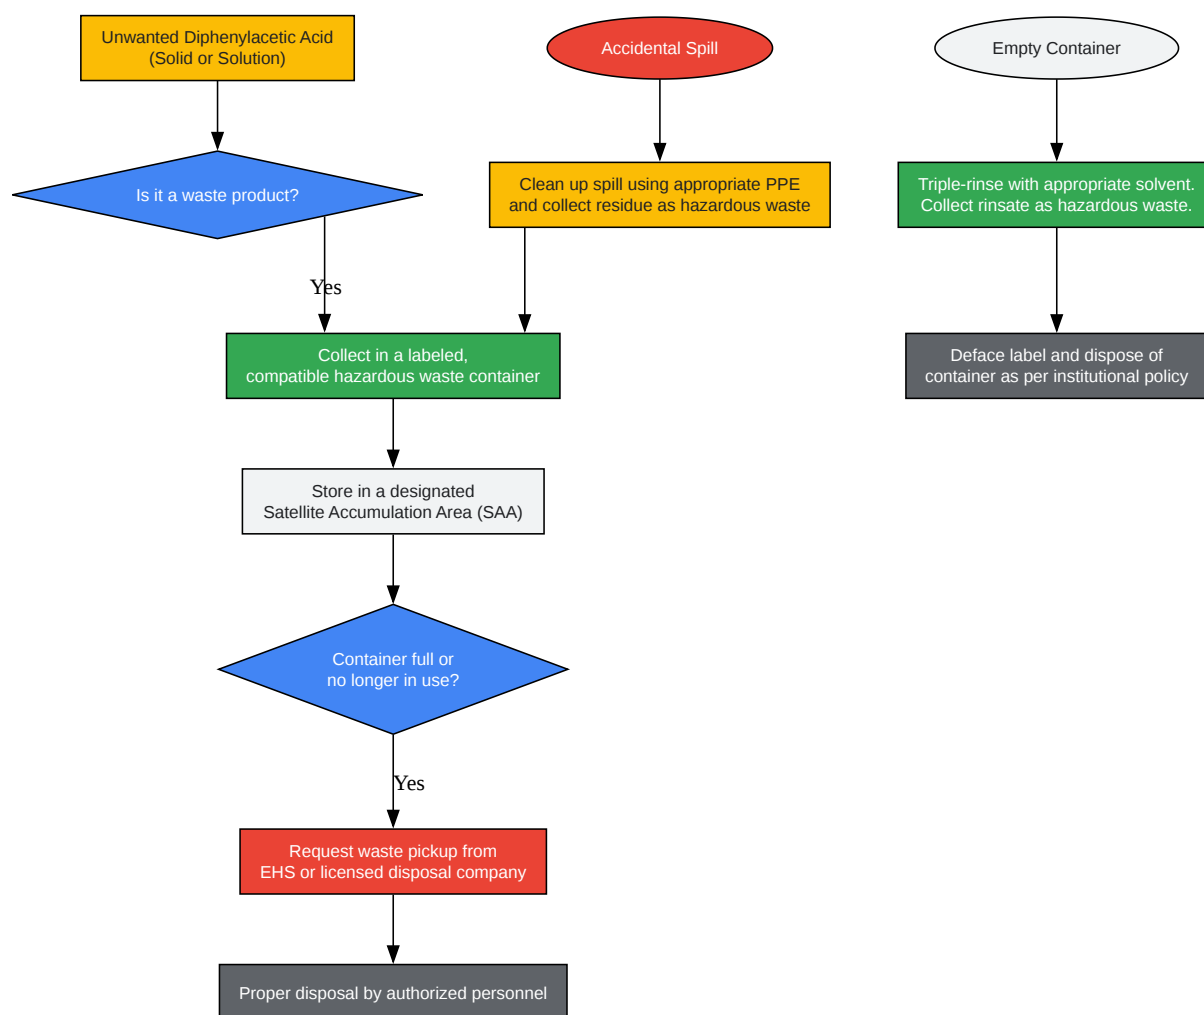 Unwanted Diphenylacetic Acid
(Solid or Solution)
Accidental Spill
Empty Container
Is it a waste product?
Clean up spill using appropriate PPE
and collect residue as hazardous waste
Triple-rinse with appropriate solvent.
Collect rinsate as hazardous waste.
Yes
Collect in a labeled,
compatible hazardous waste container
Deface label and dispose of
container as per institutional policy
Store in a designated
Satellite Accumulation Area (SAA)
Container full or
no longer in use?
Yes
Request waste pickup from
EHS or licensed disposal company
Proper disposal by authorized personnel